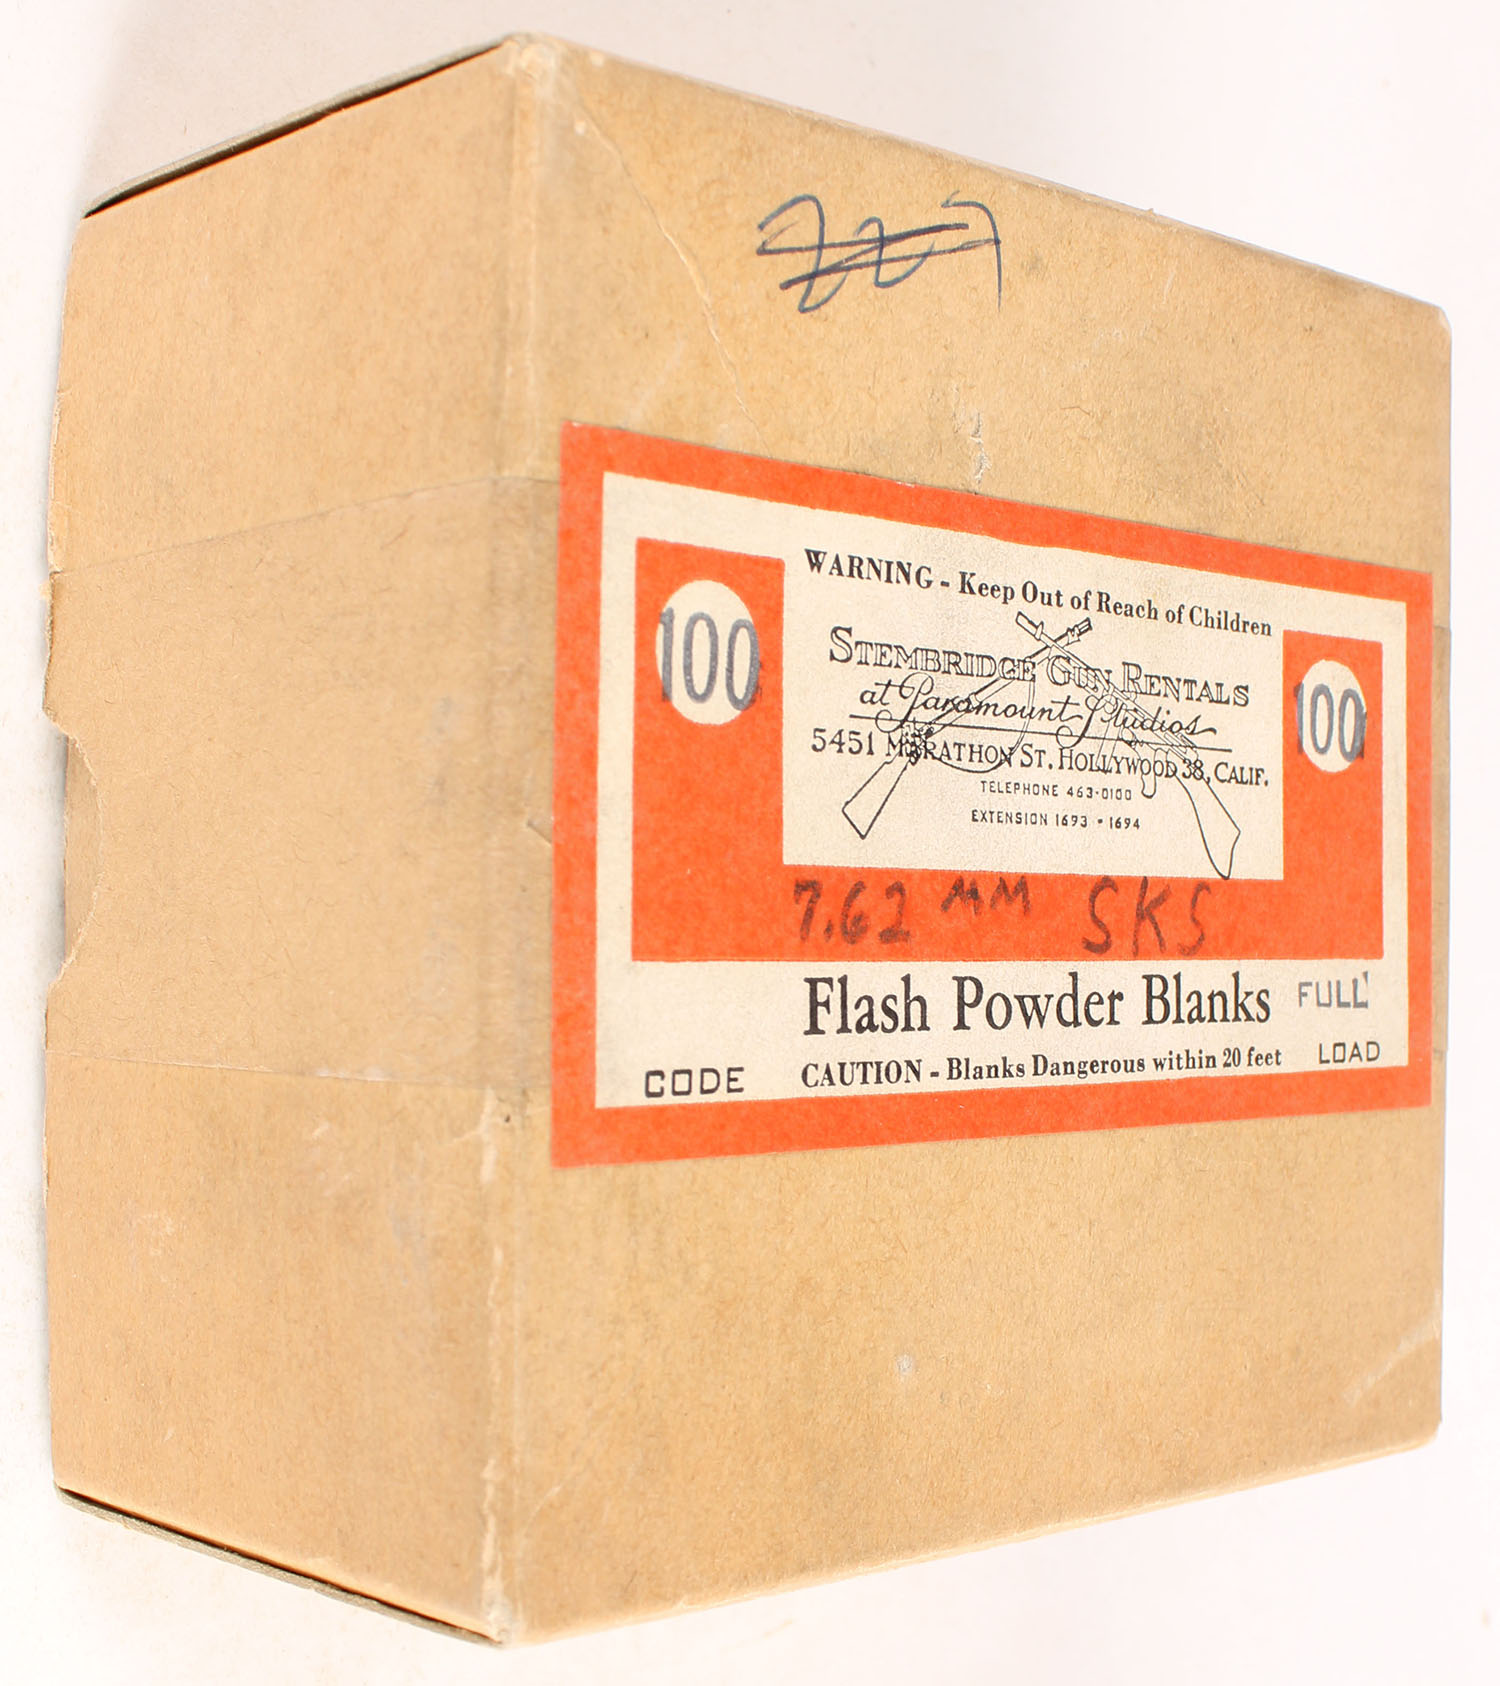 WARNING - Keep Out of Reach of Children
100
STEMBRIDGE GUN RENTALS
at Paramount Studios
5451 MARATHON ST. HOLLYWOOD 38, CALIF.
TELEPHONE 463-0100
EXTENSION 1693 - 1694
100
7.62 MM SKS
Flash Powder Blanks FULL
CODE CAUTION - Blanks Dangerous within 20 feet LOAD